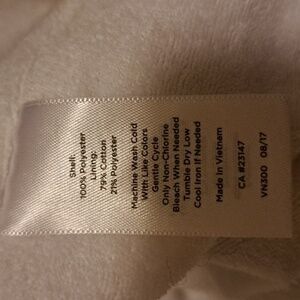 Shell:
100% Polyester
Lining:
79% Cotton
21% Polyester
Machine Wash Cold
With Like Colors
Gentle Cycle
Only Non-Chlorine
Bleach When Needed
Tumble Dry Low
Cool Iron If Needed
Made In Vietnam
CA #23147
VN300 08/17